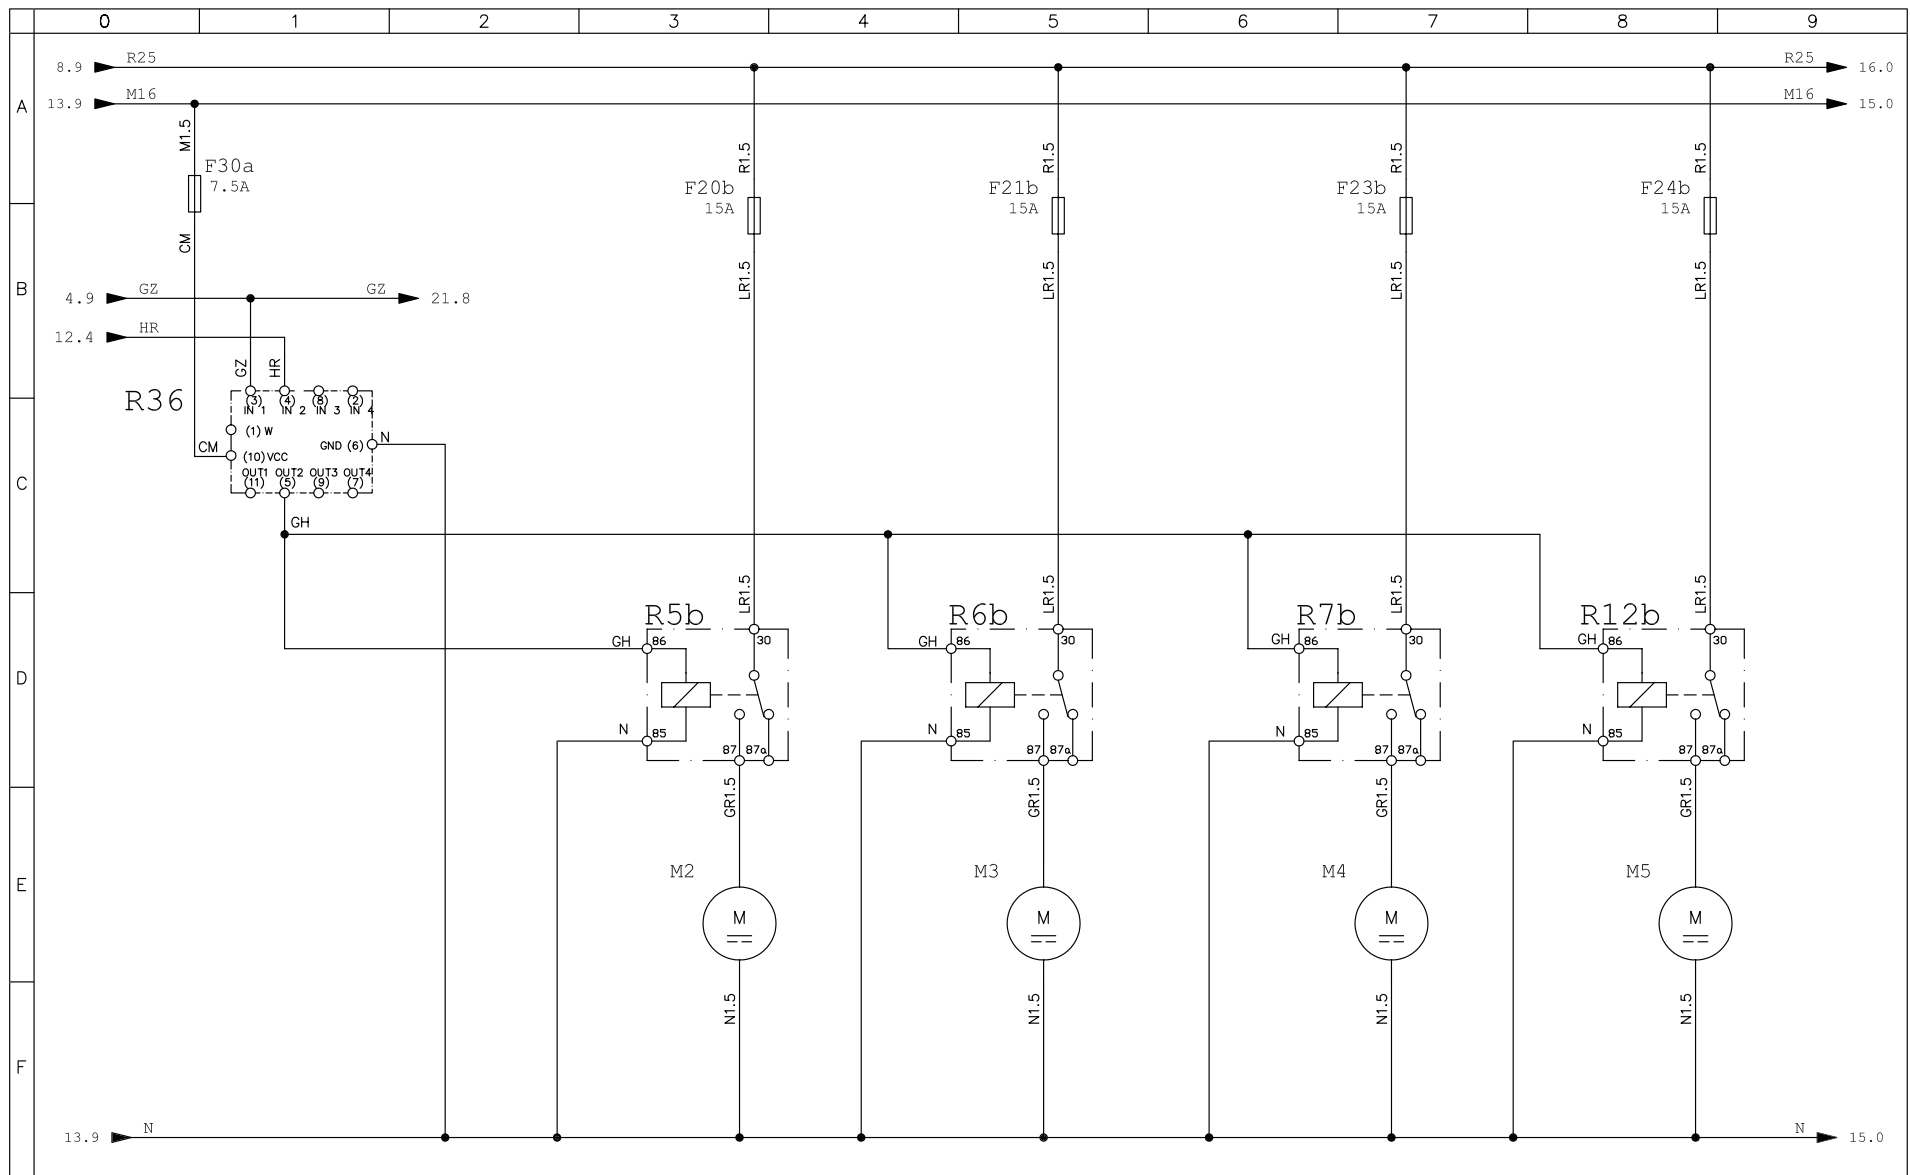 0 1 2 3 4 5 6 7 8 9
8.9 R25 R25 16.0
A 13.9 M16 M16 15.0
M1.5 R1.5 R1.5 R1.5 R1.5
F30a
7.5A
F20b F21b F23b F24b
15A 15A 15A 15A
CM
LR1.5 LR1.5 LR1.5 LR1.5
B 4.9 GZ GZ 21.8
12.4 HR
GZ HR
R36
(3) (4) (8) (2)
IN 1 IN 2 IN 3 IN 4
(1) W
CM (10) VCC GND (6) N
OUT1 OUT2 OUT3 OUT4
C (11) (5) (9) (7)
GH
LR1.5 LR1.5 LR1.5 LR1.5
R5b R6b R7b R12b
GH 86 30 GH 86 30 GH 86 30 GH 86 30
D
N 85 N 85 N 85 N 85
87 87a 87 87a 87 87a 87 87a
GR1.5 GR1.5 GR1.5 GR1.5
E M2 M3 M4 M5
M M M M
N1.5 N1.5 N1.5 N1.5
F
13.9 N N 15.0